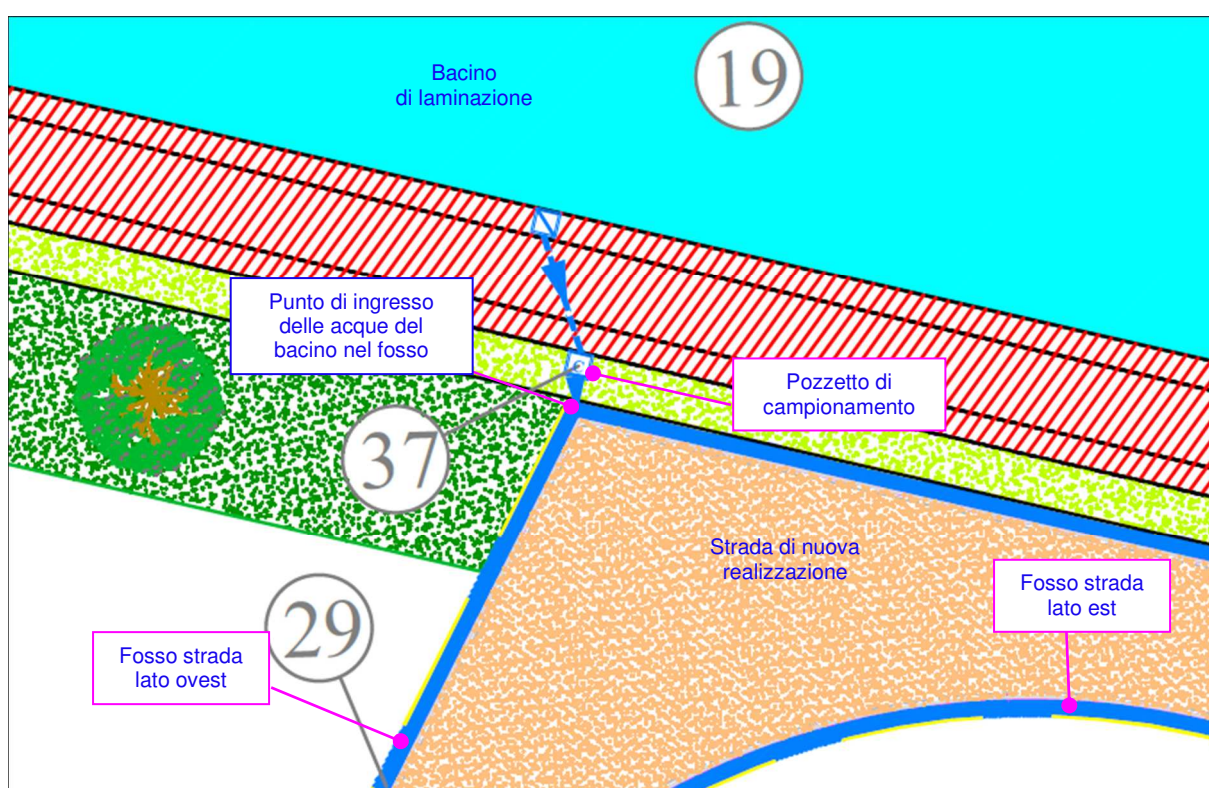 Bacino
di laminazione
19
Punto di ingresso
delle acque del
bacino nel fosso
Pozzetto di
campionamento
c
37
Strada di nuova
realizzazione
Fosso strada
lato est
29
Fosso strada
lato ovest